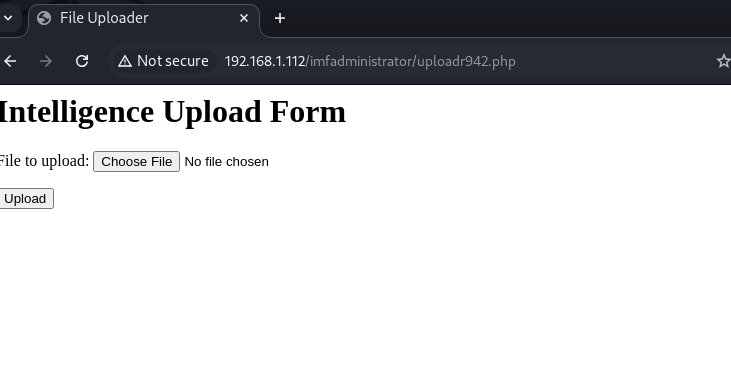 File Uploader
Not secure 192.168.1.112/imfadministrator/uploadr942.php
Intelligence Upload Form
File to upload: Choose File No file chosen
Upload